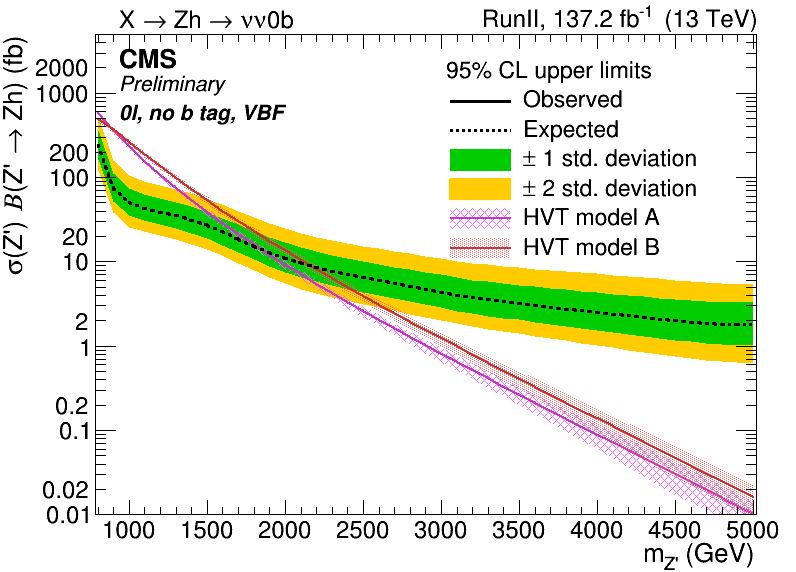 X → Zh → νν0b
RunII, 137.2 fb⁻¹ (13 TeV)
CMS
Preliminary
0l, no b tag, VBF
95% CL upper limits
Observed
Expected
± 1 std. deviation
± 2 std. deviation
HVT model A
HVT model B
σ(Z') B(Z' → Zh) (fb)
2000
1000
200
100
20
10
2
1
0.2
0.1
0.02
0.01
1000 1500 2000 2500 3000 3500 4000 4500 5000
m_Z' (GeV)